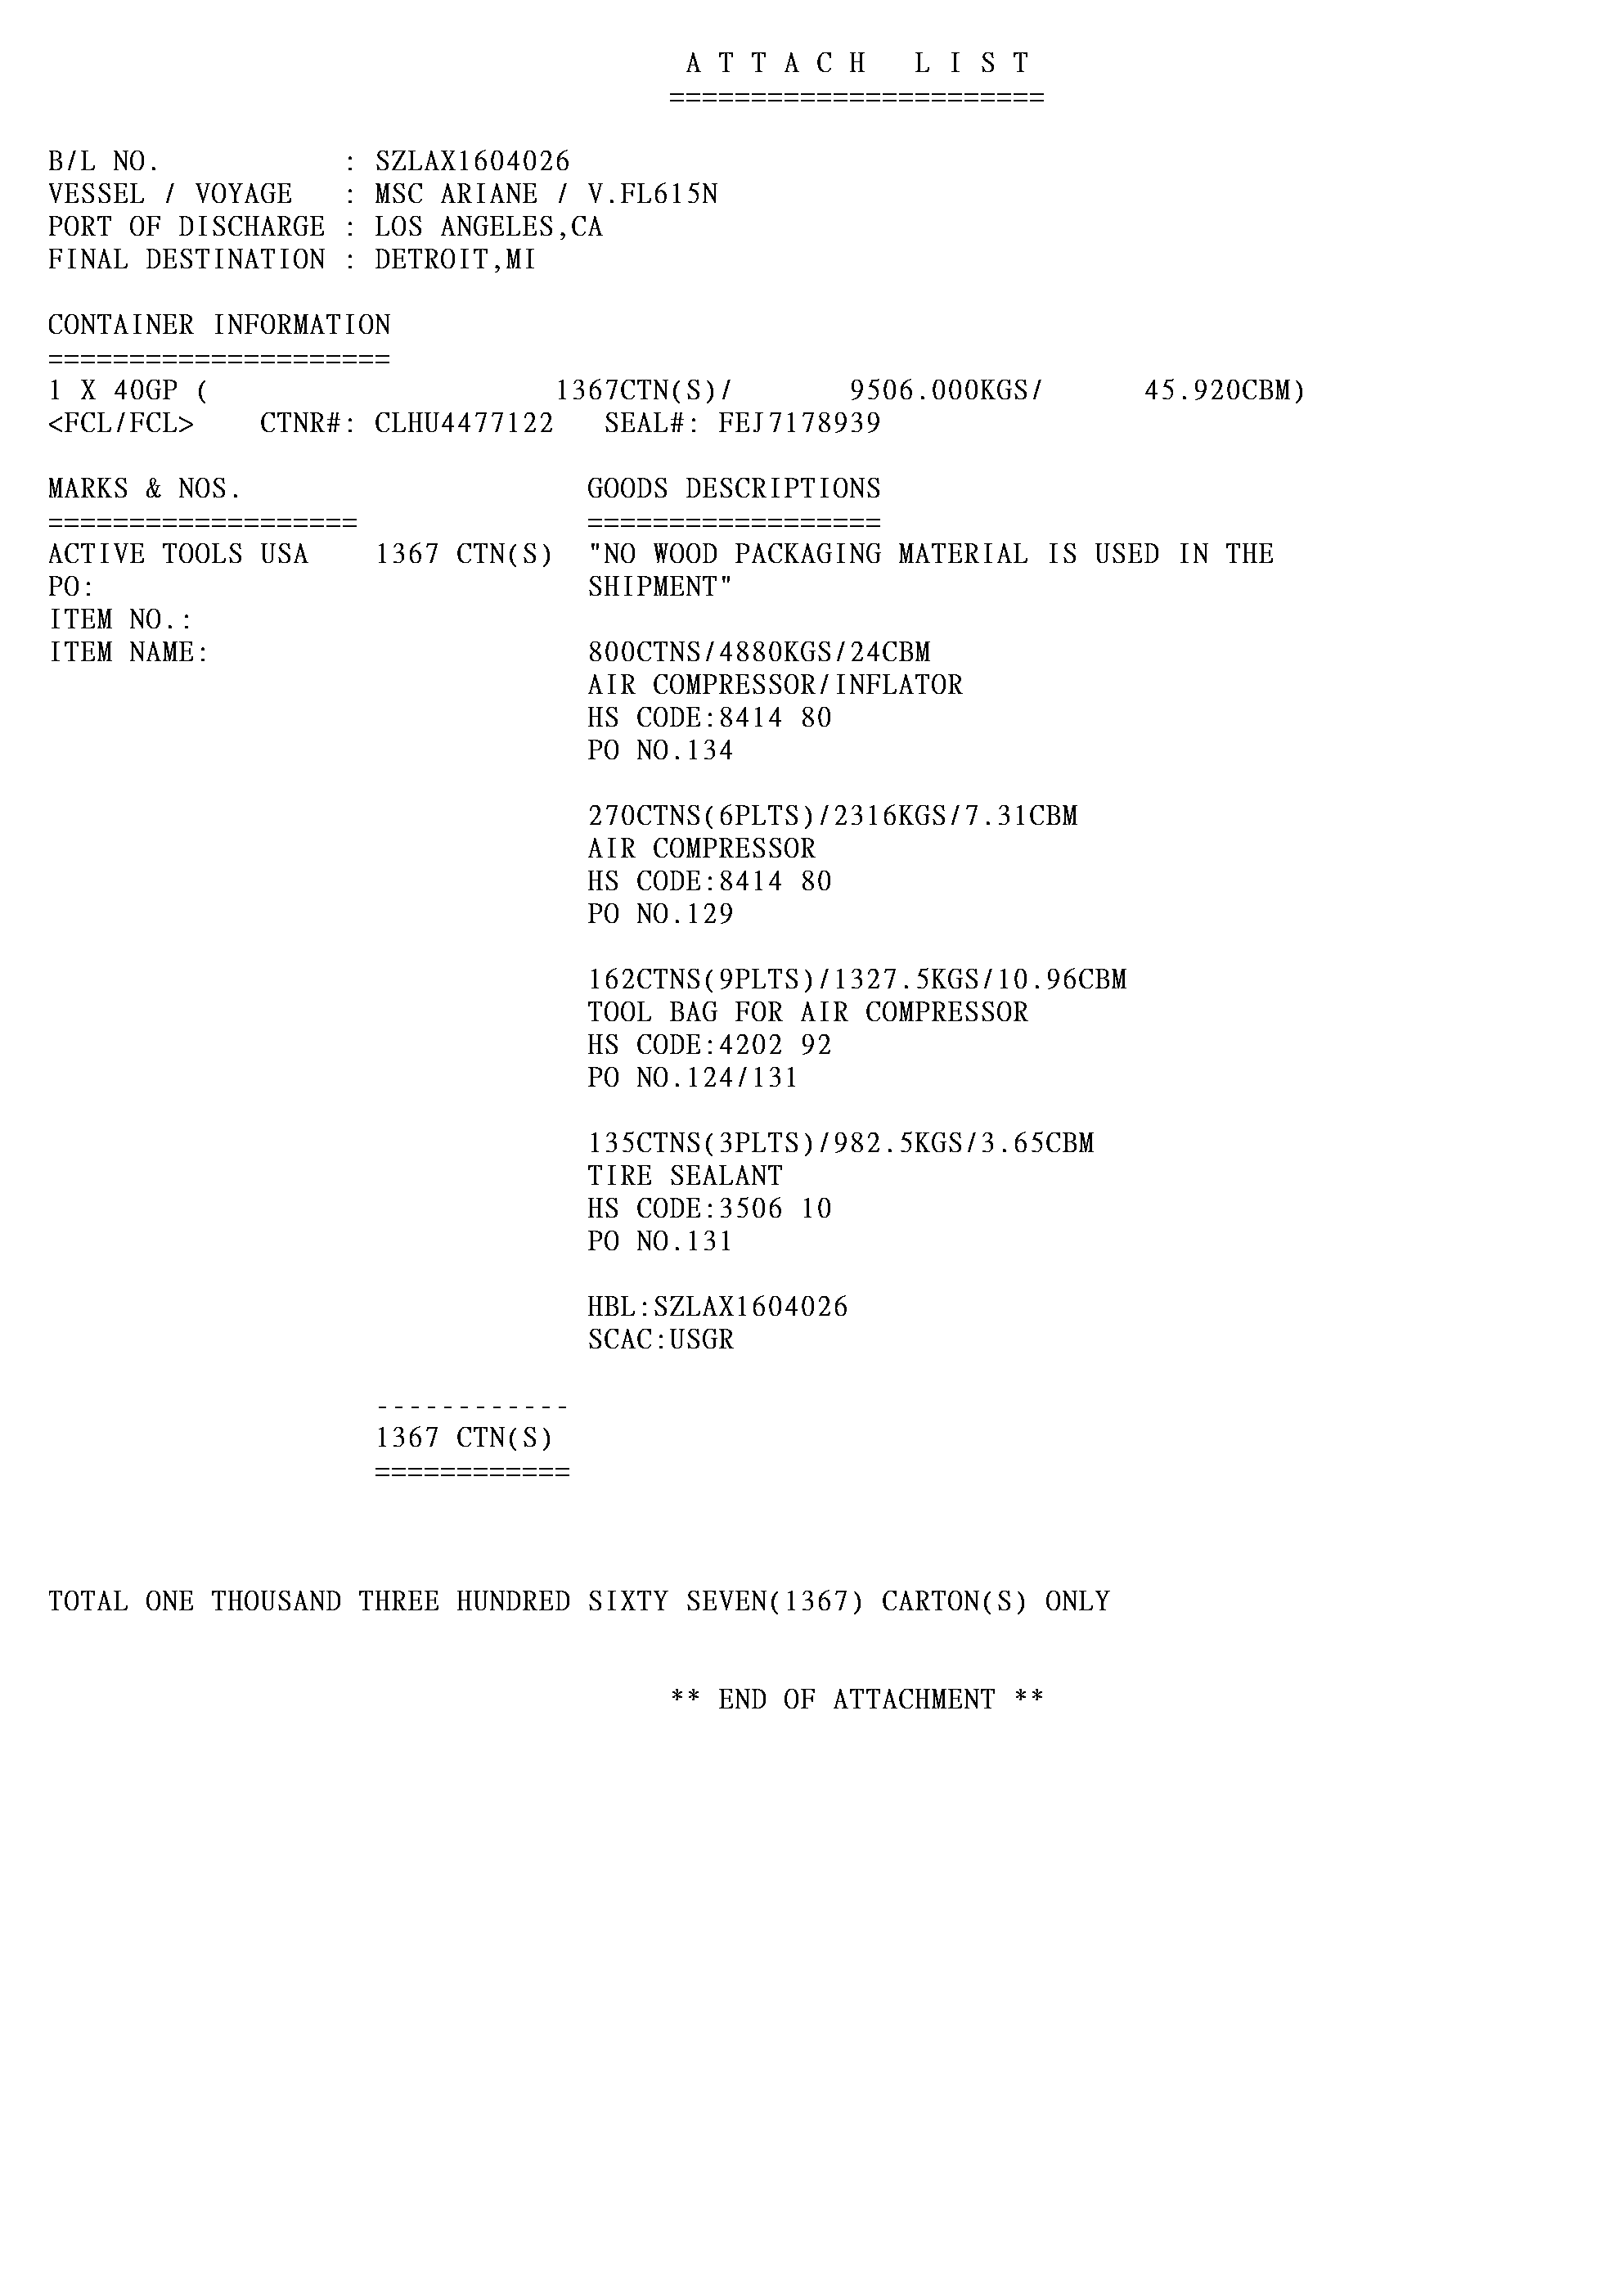 A T T A C H   L I S T
=======================
B/L NO.            : SZLAX1604026
VESSEL / VOYAGE    : MSC ARIANE / V.FL615N
PORT OF DISCHARGE : LOS ANGELES,CA
FINAL DESTINATION : DETROIT,MI
CONTAINER INFORMATION
=====================
1 X 40GP (                      1367CTN(S)/       9506.000KGS/      45.920CBM)
<FCL/FCL>    CTNR#: CLHU4477122   SEAL#: FEJ7178939
MARKS & NOS.                     GOODS DESCRIPTIONS
===================              ==================
ACTIVE TOOLS USA    1367 CTN(S)  "NO WOOD PACKAGING MATERIAL IS USED IN THE
PO:                              SHIPMENT"
ITEM NO.:
ITEM NAME:                       800CTNS/4880KGS/24CBM
AIR COMPRESSOR/INFLATOR
HS CODE:8414 80
PO NO.134
270CTNS(6PLTS)/2316KGS/7.31CBM
AIR COMPRESSOR
HS CODE:8414 80
PO NO.129
162CTNS(9PLTS)/1327.5KGS/10.96CBM
TOOL BAG FOR AIR COMPRESSOR
HS CODE:4202 92
PO NO.124/131
135CTNS(3PLTS)/982.5KGS/3.65CBM
TIRE SEALANT
HS CODE:3506 10
PO NO.131
HBL:SZLAX1604026
SCAC:USGR
------------
1367 CTN(S)
============
TOTAL ONE THOUSAND THREE HUNDRED SIXTY SEVEN(1367) CARTON(S) ONLY
** END OF ATTACHMENT **